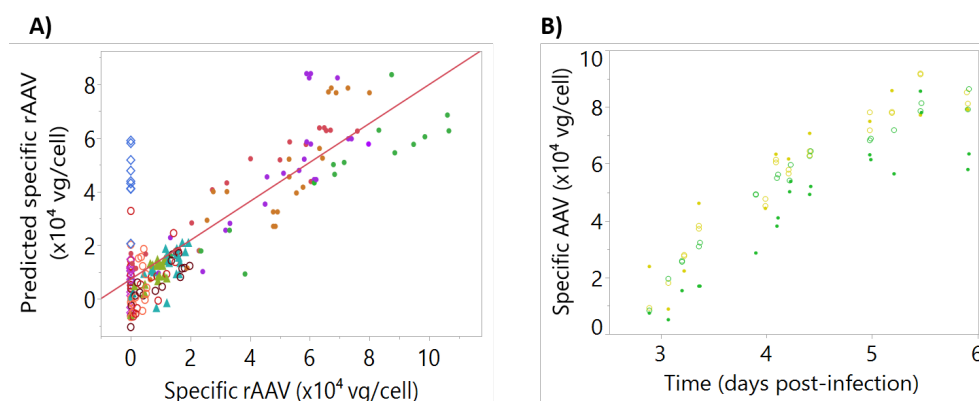 A)
Predicted specific rAAV
(x10⁴ vg/cell)
8
6
4
2
0
0 2 4 6 8 10
Specific rAAV (x10⁴ vg/cell)
B)
Specific AAV (x10⁴ vg/cell)
10
8
6
4
2
0
3 4 5 6
Time (days post-infection)